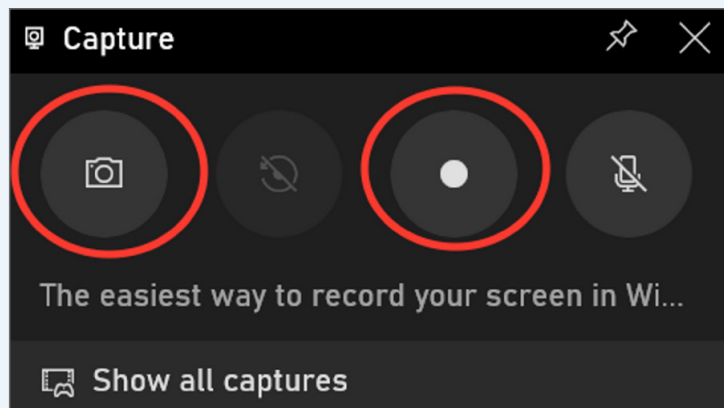 Capture
The easiest way to record your screen in Wi...
Show all captures